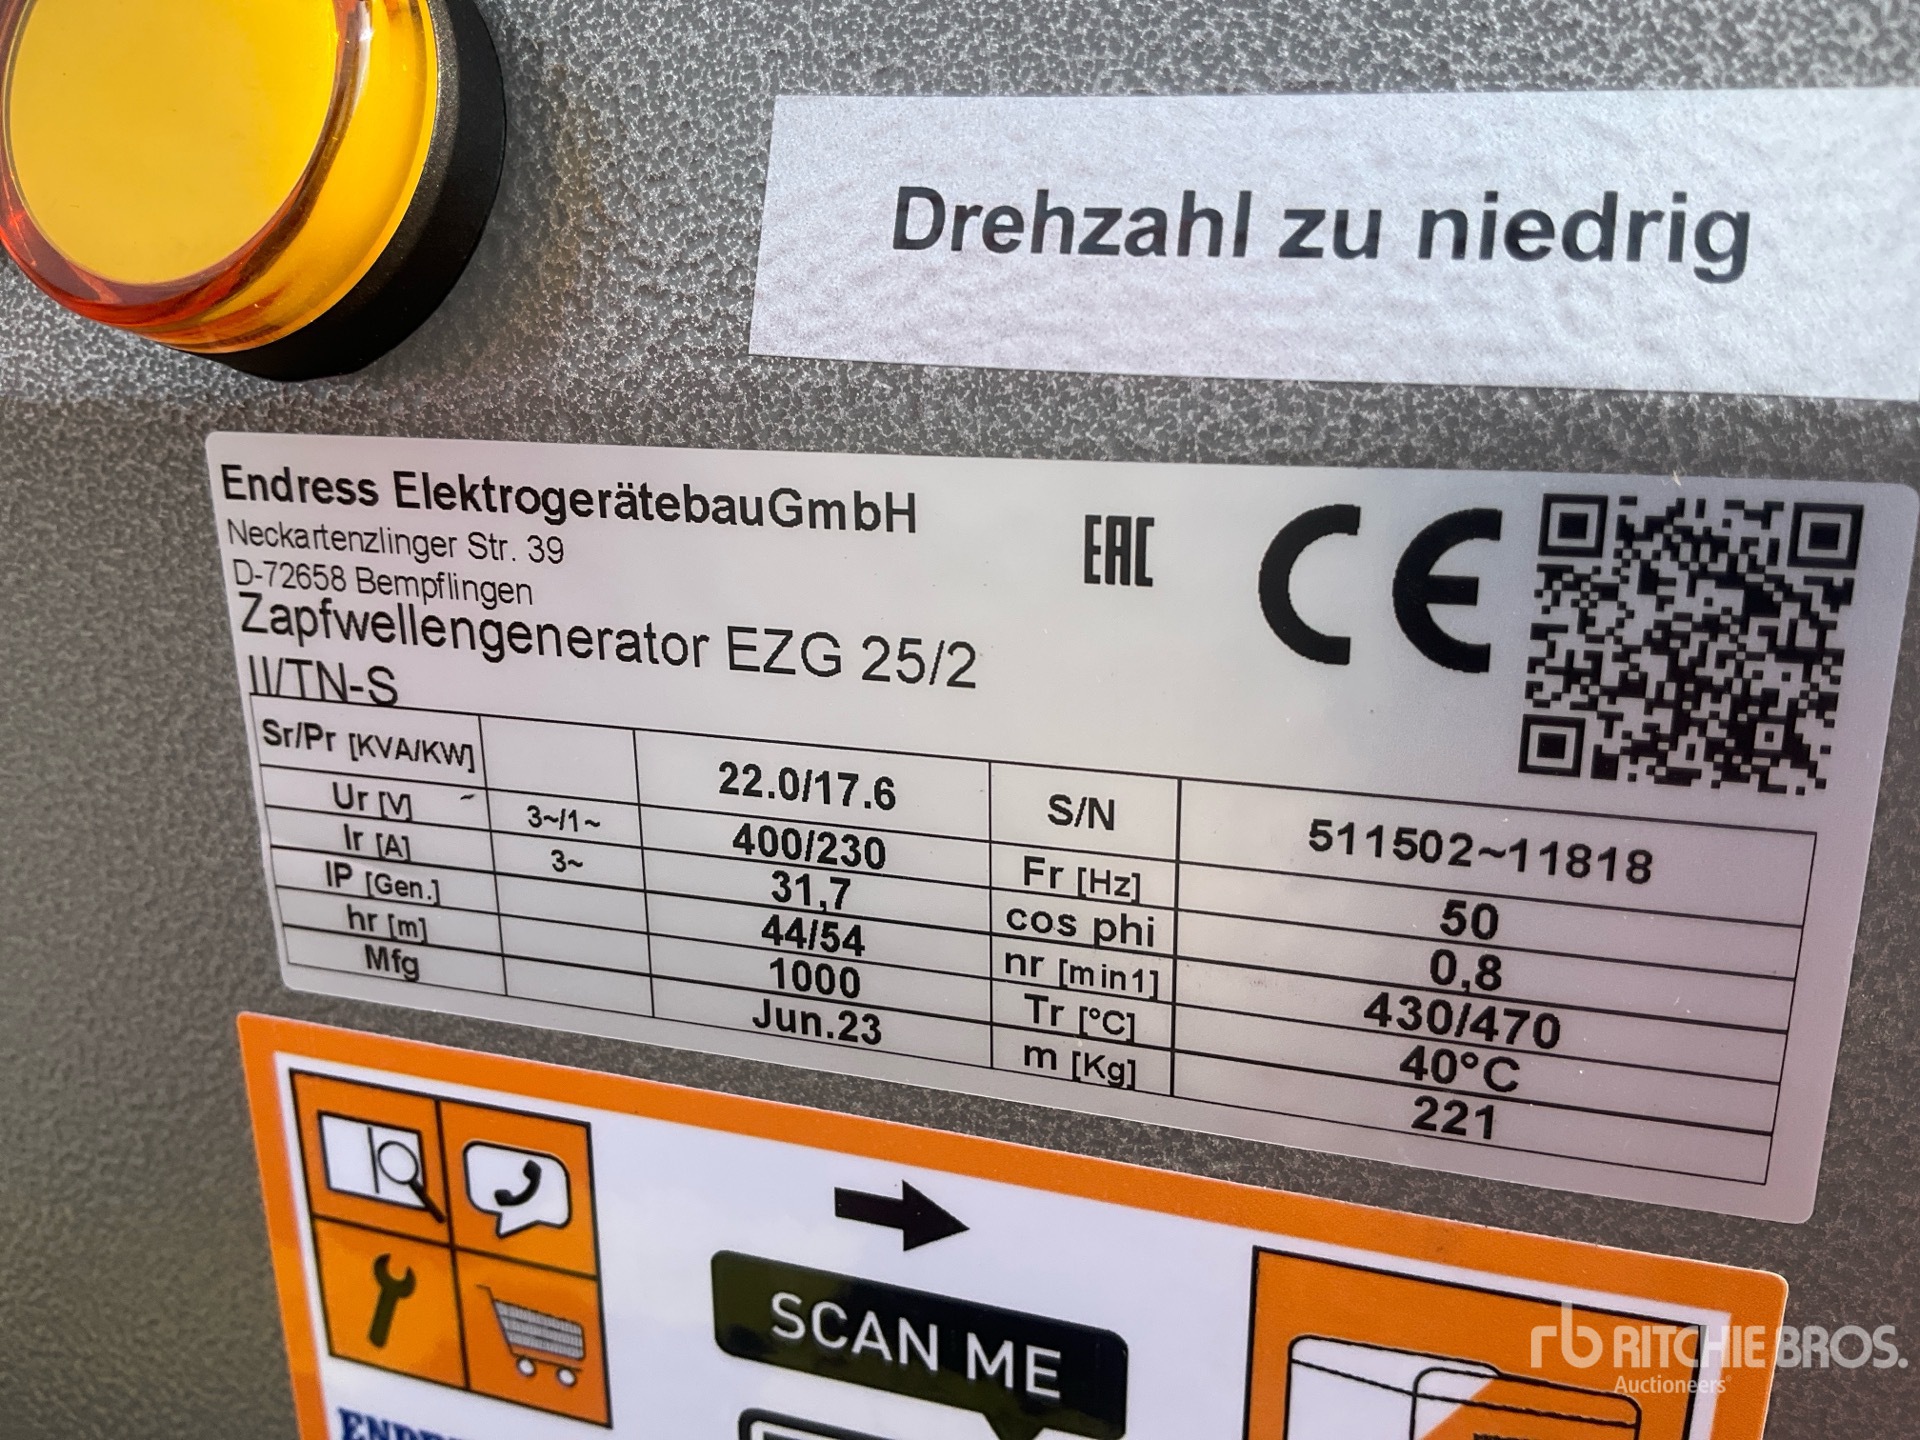 Drehzahl zu niedrig
Endress ElektrogerätebauGmbH
Neckartenzlinger Str. 39
D-72658 Bempflingen
Zapfwellengenerator EZG 25/2
II/TN-S
EAC CE
Sr/Pr [KVA/KW] 22.0/17.6 S/N 511502~11818
Ur [V] 3~/1~ 400/230 Fr [Hz] 50
Ir [A] 3~ 31,7 cos phi 0,8
IP [Gen.] 44/54 nr [min1] 430/470
hr [m] 1000 Tr [°C] 40°C
Mfg Jun.23 m [Kg] 221
SCAN ME
rb RITCHIE BROS.
Auctioneers